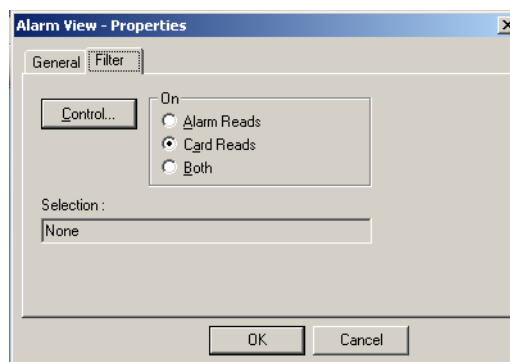 Alarm View - Properties
General Filter
Control...
On
Alarm Reads
Card Reads
Both
Selection :
None
OK Cancel